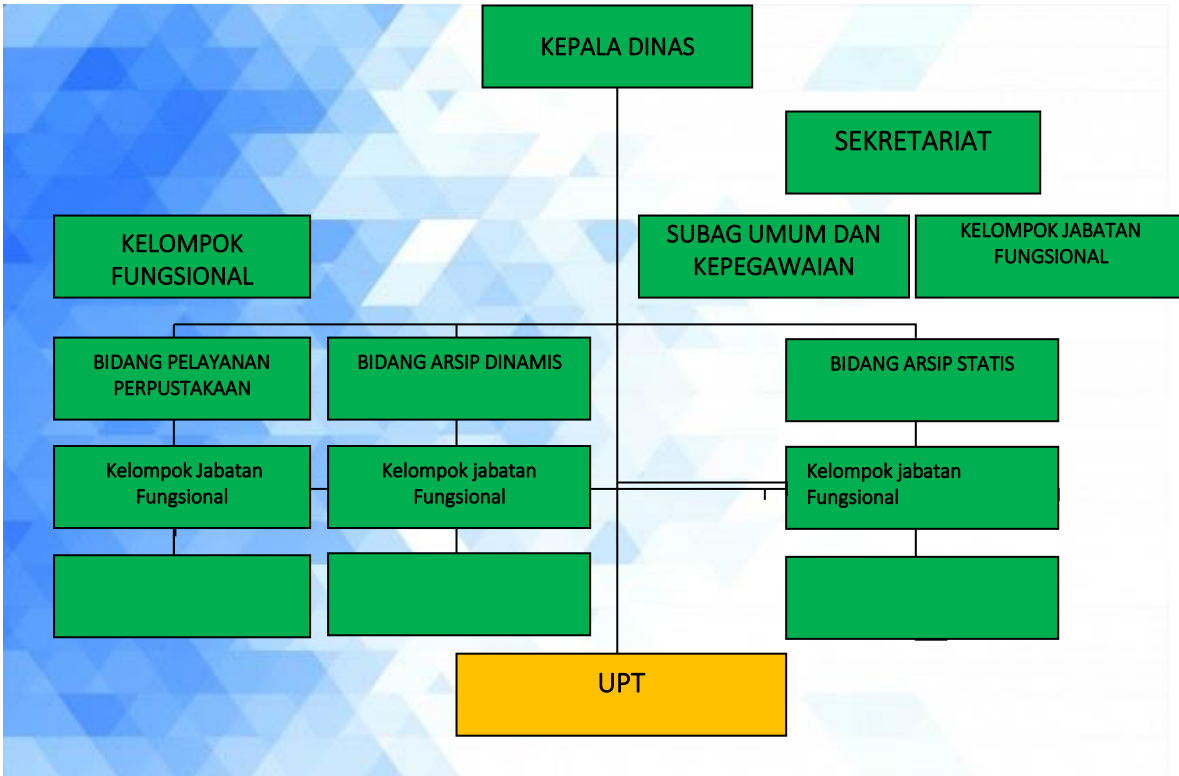 KEPALA DINAS
SEKRETARIAT
KELOMPOK
FUNGSIONAL
SUBAG UMUM DAN
KEPEGAWAIAN
KELOMPOK JABATAN
FUNGSIONAL
BIDANG PELAYANAN
PERPUSTAKAAN
BIDANG ARSIP DINAMIS
BIDANG ARSIP STATIS
Kelompok Jabatan
Fungsional
Kelompok jabatan
Fungsional
Kelompok jabatan
Fungsional
UPT